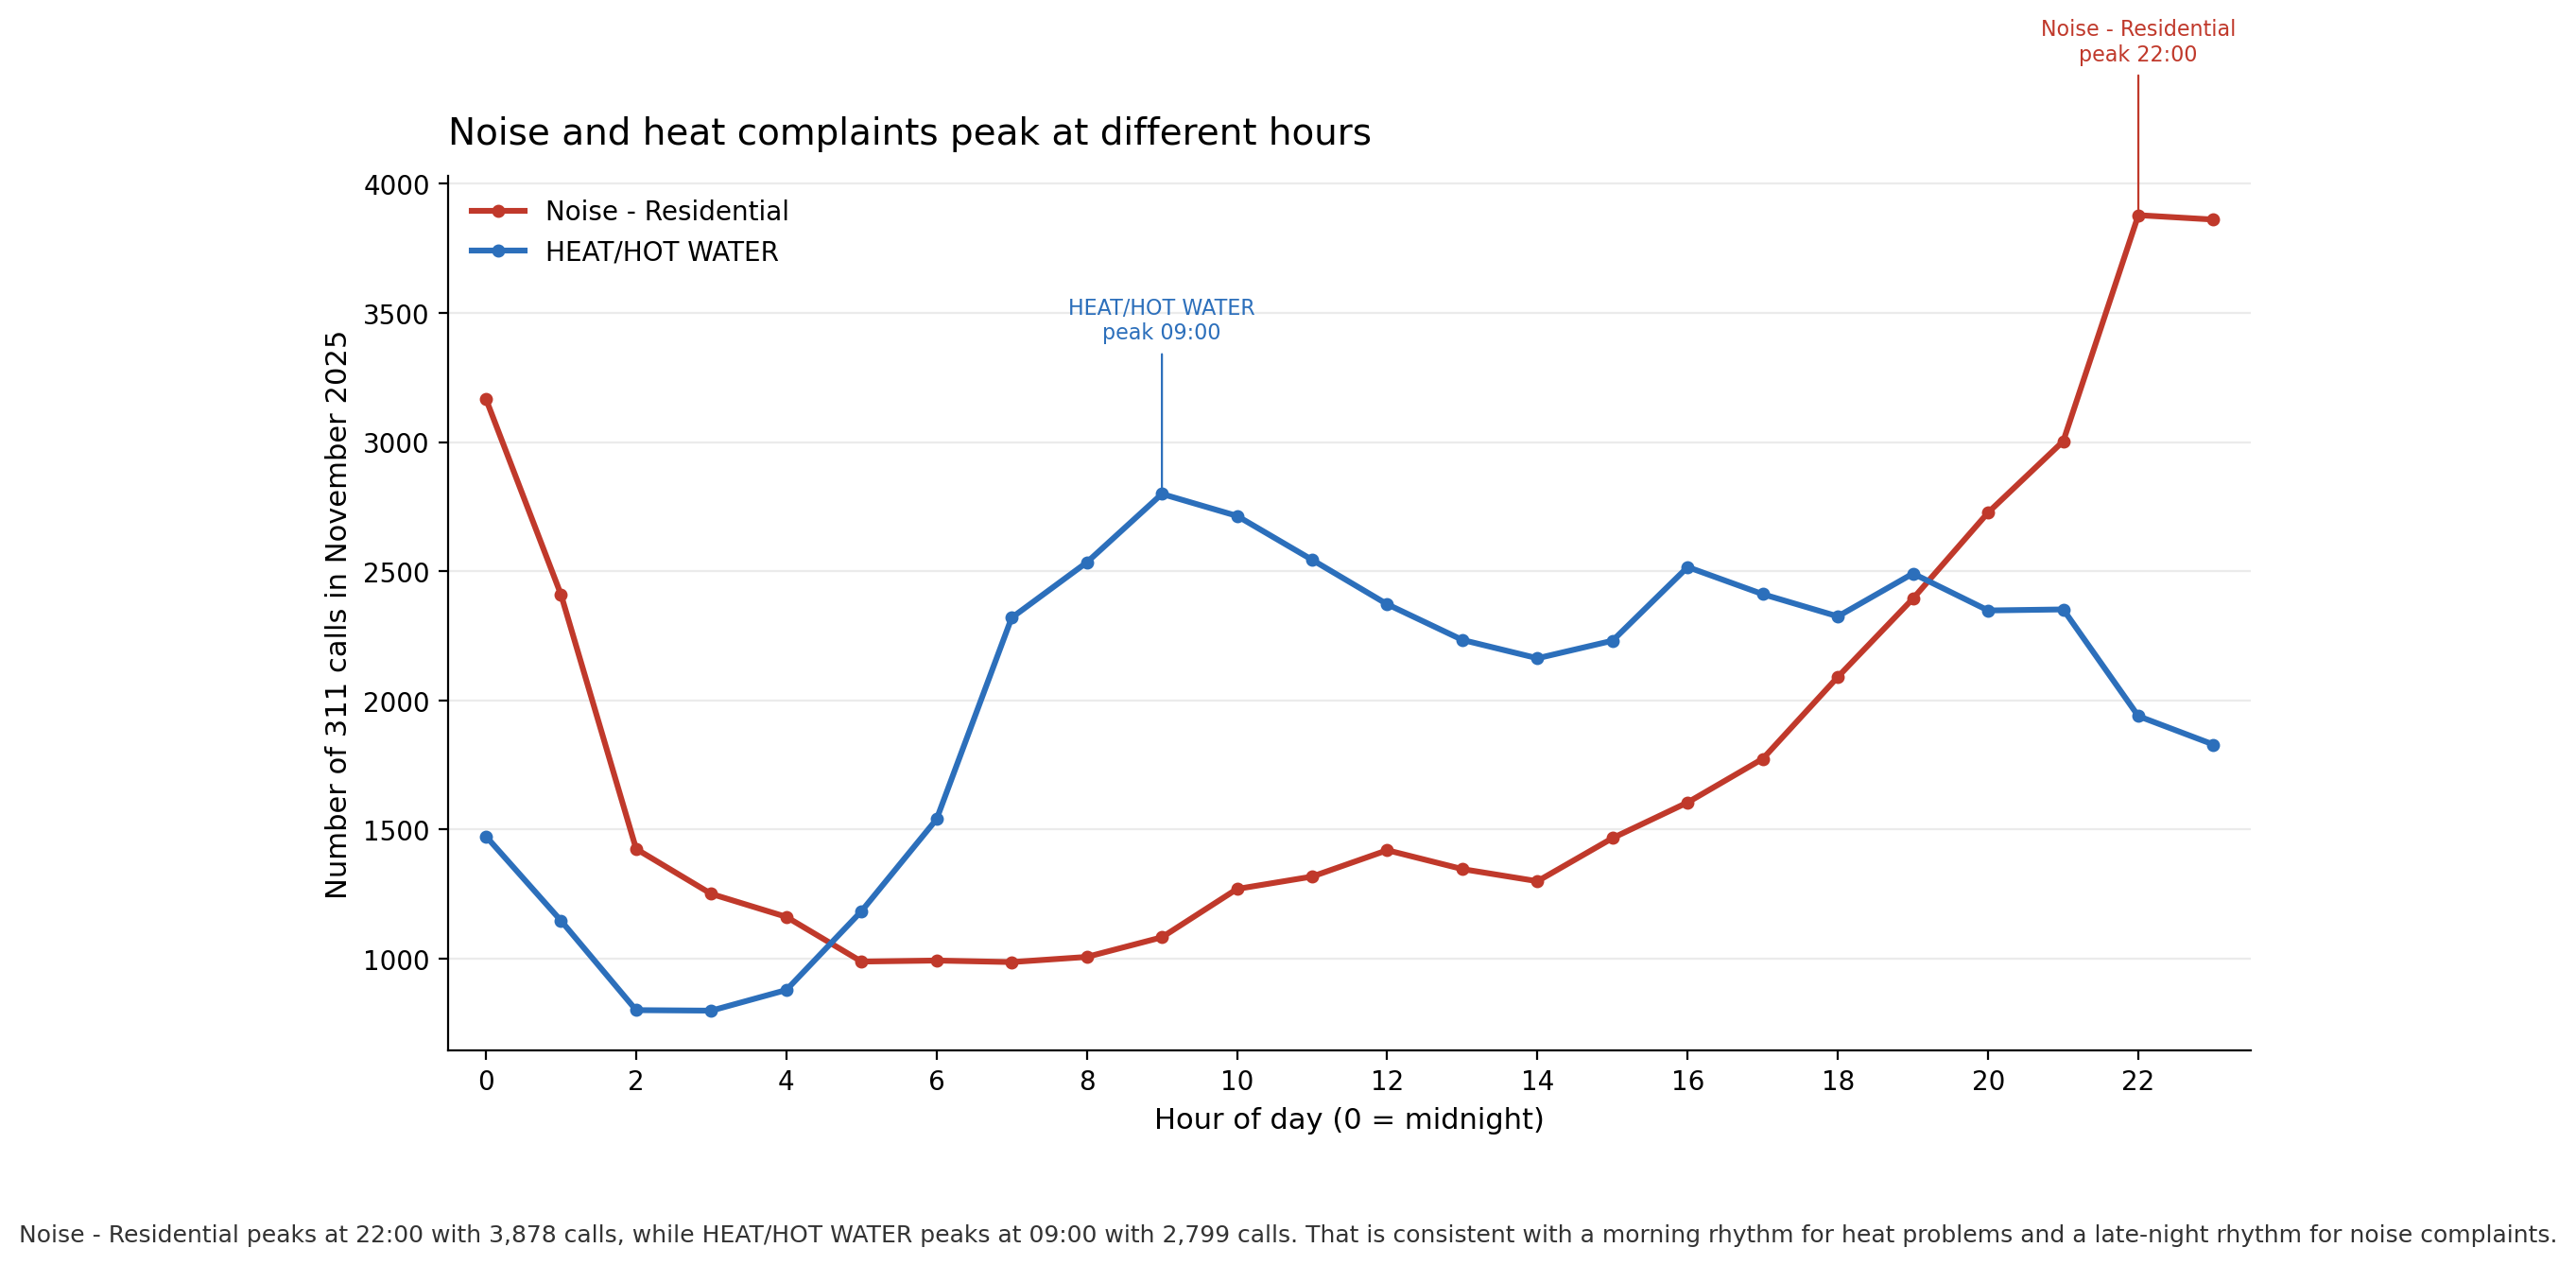 Noise - Residential
peak 22:00
Noise and heat complaints peak at different hours
Noise - Residential
HEAT/HOT WATER
HEAT/HOT WATER
peak 09:00
Number of 311 calls in November 2025
4000
3500
3000
2500
2000
1500
1000
0 2 4 6 8 10 12 14 16 18 20 22
Hour of day (0 = midnight)
Noise - Residential peaks at 22:00 with 3,878 calls, while HEAT/HOT WATER peaks at 09:00 with 2,799 calls. That is consistent with a morning rhythm for heat problems and a late-night rhythm for noise complaints.